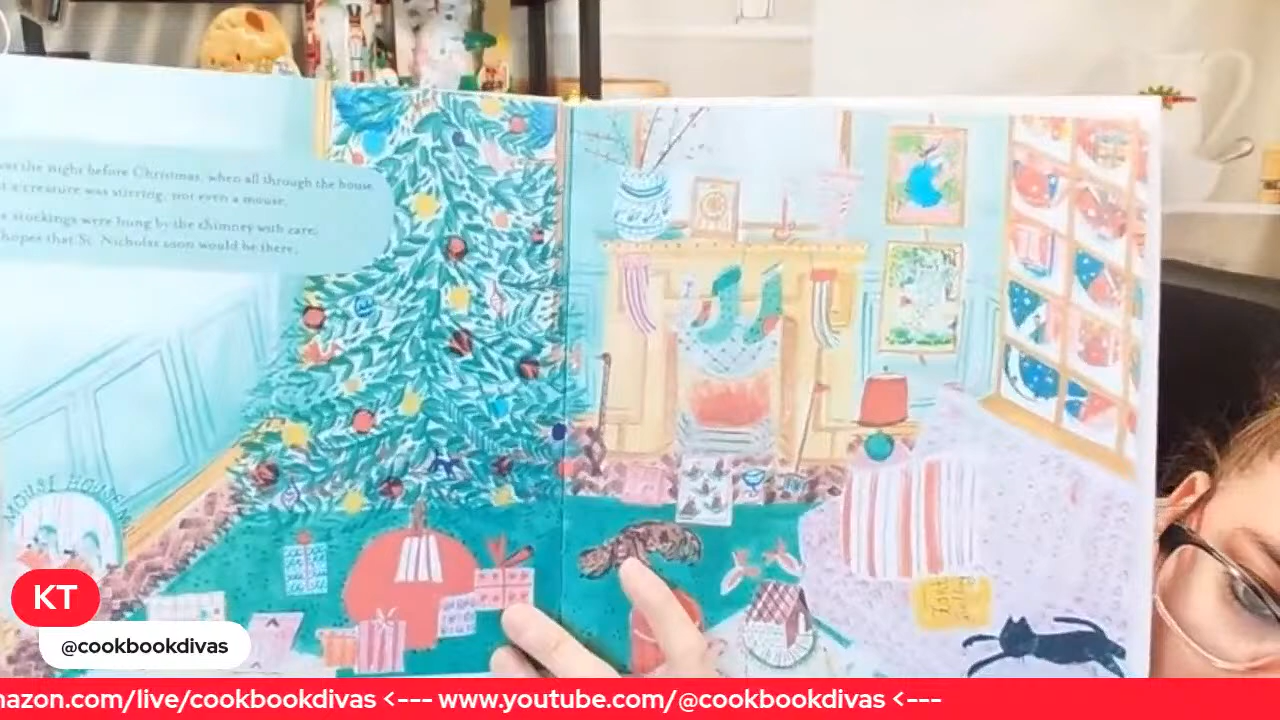 was the night before Christmas, when all through the house,
t a creature was stirring, not even a mouse.
stockings were hung by the chimney with care,
hopes that St. Nicholas soon would be there.
MOUSE HOUSE
KT
@cookbookdivas
mazon.com/live/cookbookdivas <--- www.youtube.com/@cookbookdivas <---